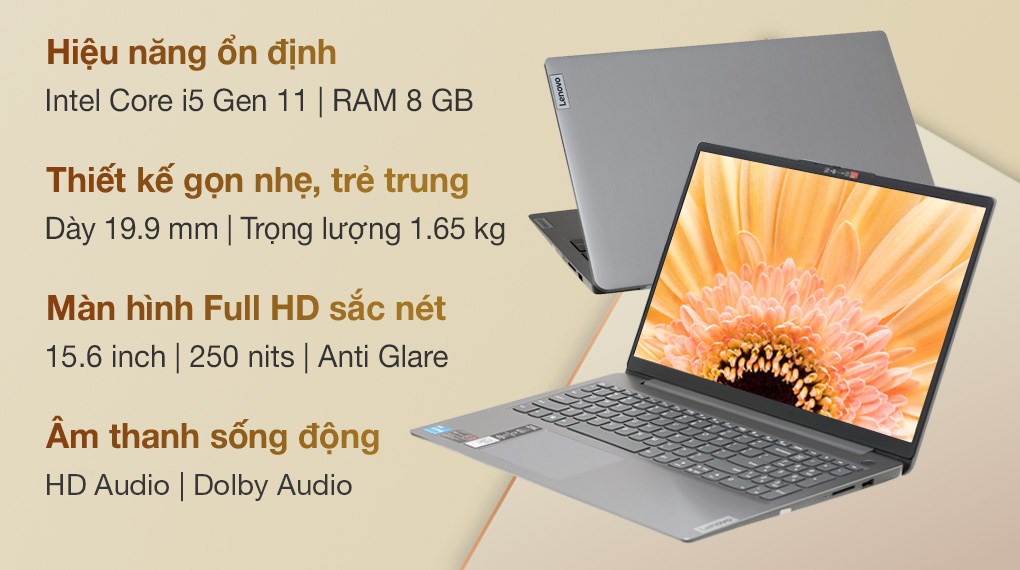 Hiệu năng ổn định
Intel Core i5 Gen 11 | RAM 8 GB
Thiết kế gọn nhẹ, trẻ trung
Dày 19.9 mm | Trọng lượng 1.65 kg
Màn hình Full HD sắc nét
15.6 inch | 250 nits | Anti Glare
Âm thanh sống động
HD Audio | Dolby Audio
Lenovo
Lenovo